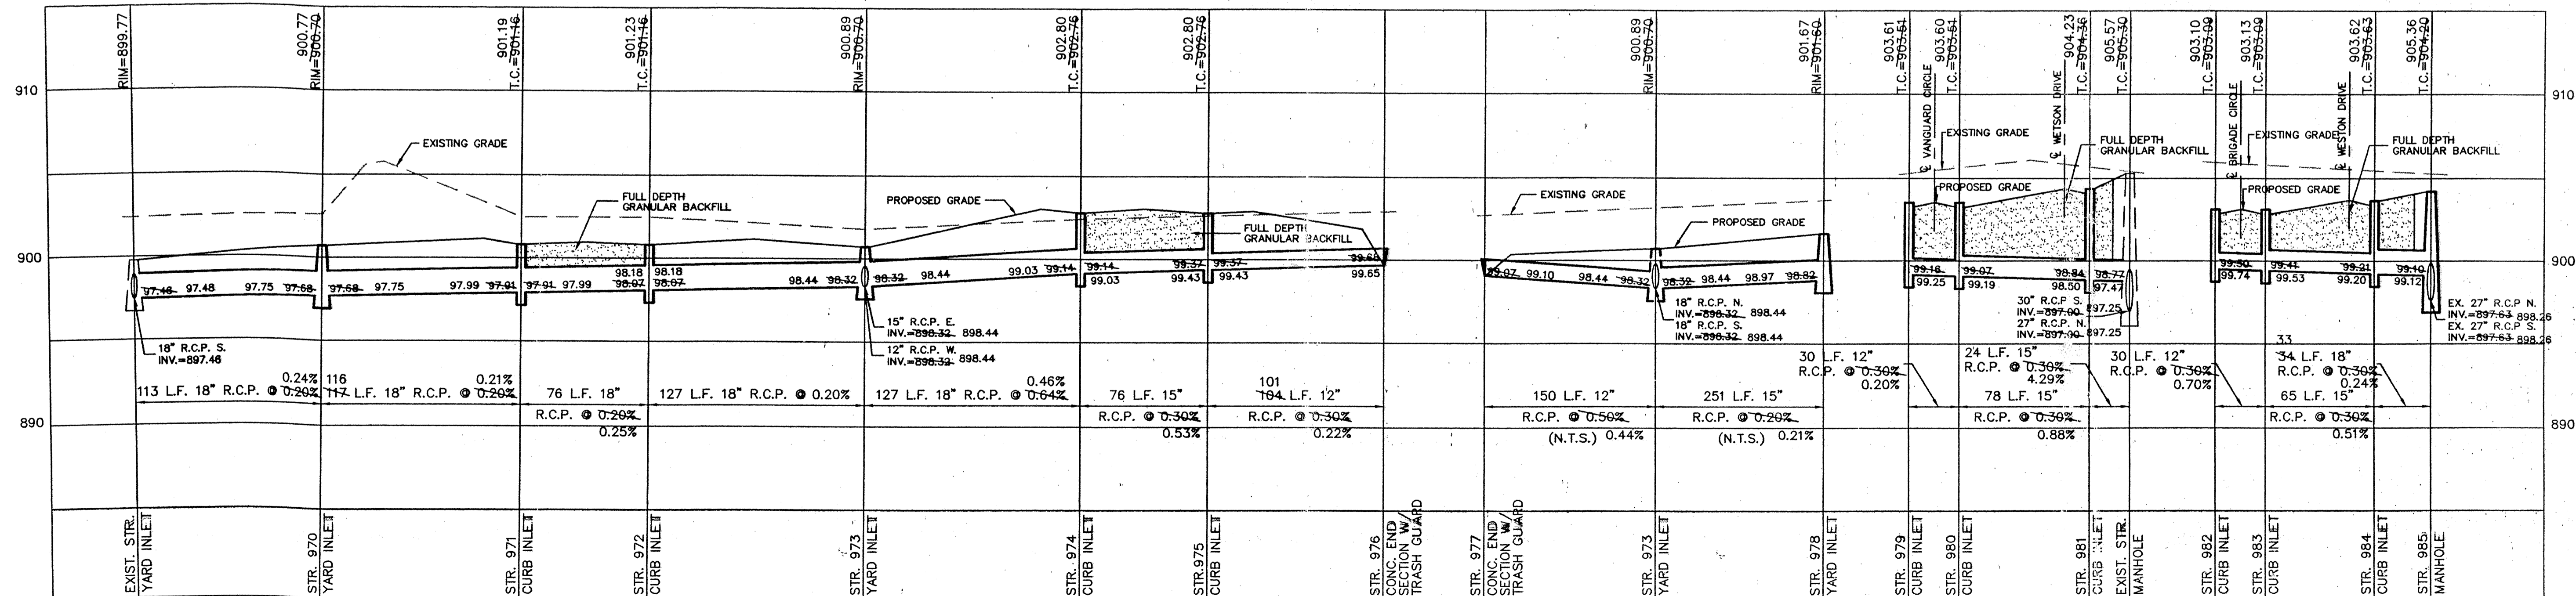 RIM=899.77
900.77
RIM=900.70
901.19
T.C.=901.16
901.23
T.C.=901.16
900.89
RIM=900.70
902.80
T.C.=902.76
902.80
T.C.=902.76
900.89
RIM=900.70
901.67
RIM=901.60
903.61
T.C.=903.51
903.60
T.C.=903.51
904.23
T.C.=904.36
905.57
T.C.=905.30
903.10
T.C.=903.09
903.13
T.C.=903.09
903.62
T.C.=903.63
905.36
T.C.=904.20
910
910
℄ VANGUARD CIRCLE
℄ WETSON DRIVE
℄ BRIGADE CIRCLE
℄ WESTON DRIVE
EXISTING GRADE
EXISTING GRADE
FULL DEPTH
GRANULAR BACKFILL
EXISTING GRADE
FULL DEPTH
GRANULAR BACKFILL
FULL DEPTH
GRANULAR BACKFILL
PROPOSED GRADE
EXISTING GRADE
PROPOSED GRADE
PROPOSED GRADE
PROPOSED GRADE
FULL DEPTH
GRANULAR BACKFILL
900
900
97.46 97.48 97.75 97.68
97.68 97.75 97.99 97.91
97.91 97.99 98.18 98.07
98.18 98.07 98.44 98.32
98.32 98.44 99.03 99.14
99.14 99.03 99.37 99.43
99.37 99.43 99.68 99.65
99.07 99.10 98.44 98.32
98.32 98.44 98.97 98.82
99.16 99.25
99.07 99.19 98.84 98.50
98.77 97.47
99.50 99.74
99.41 99.53 99.21 99.20
99.10 99.12
18" R.C.P. S.
INV.=897.46
15" R.C.P. E.
INV.=898.32 898.44
12" R.C.P. W.
INV.=898.32 898.44
18" R.C.P. N.
INV.=898.32 898.44
18" R.C.P. S.
INV.=898.32 898.44
30" R.C.P S.
INV.=897.00 897.25
27" R.C.P. N.
INV.=897.00 897.25
EX. 27" R.C.P N.
INV.=897.63 898.26
EX. 27" R.C.P S.
INV.=897.63 898.26
0.24%
113 L.F. 18" R.C.P. @ 0.20%
116 0.21%
117 L.F. 18" R.C.P. @ 0.20%
76 L.F. 18"
R.C.P. @ 0.20%
0.25%
127 L.F. 18" R.C.P. @ 0.20%
0.46%
127 L.F. 18" R.C.P. @ 0.64%
76 L.F. 15"
R.C.P. @ 0.30%
0.53%
101
104 L.F. 12"
R.C.P. @ 0.30%
0.22%
150 L.F. 12"
R.C.P. @ 0.50%
(N.T.S.) 0.44%
251 L.F. 15"
R.C.P. @ 0.20%
(N.T.S.) 0.21%
30 L.F. 12"
R.C.P. @ 0.30%
0.20%
24 L.F. 15"
R.C.P. @ 0.30%
4.29%
78 L.F. 15"
R.C.P. @ 0.30%
0.88%
30 L.F. 12"
R.C.P. @ 0.30%
0.70%
33
34 L.F. 18"
R.C.P. @ 0.30%
0.24%
65 L.F. 15"
R.C.P. @ 0.30%
0.51%
890
890
EXIST. STR.
YARD INLET
STR. 970
YARD INLET
STR. 971
CURB INLET
STR. 972
CURB INLET
STR. 973
YARD INLET
STR. 974
CURB INLET
STR.975
CURB INLET
STR. 976
CONC. END
SECTION W/
TRASH GUARD
STR. 977
CONC. END
SECTION W/
TRASH GUARD
STR. 973
YARD INLET
STR. 978
YARD INLET
STR. 979
CURB INLET
STR. 980
CURB INLET
STR. 981
CURB INLET
EXIST. STR.
MANHOLE
STR. 982
CURB INLET
STR. 983
CURB INLET
STR. 984
CURB INLET
STR. 985
MANHOLE